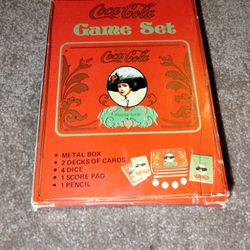 Coca-Cola
Game Set
Coca-Cola
• METAL BOX
• 2 DECKS OF CARDS
• 4 DICE
• 1 SCORE PAD
• 1 PENCIL